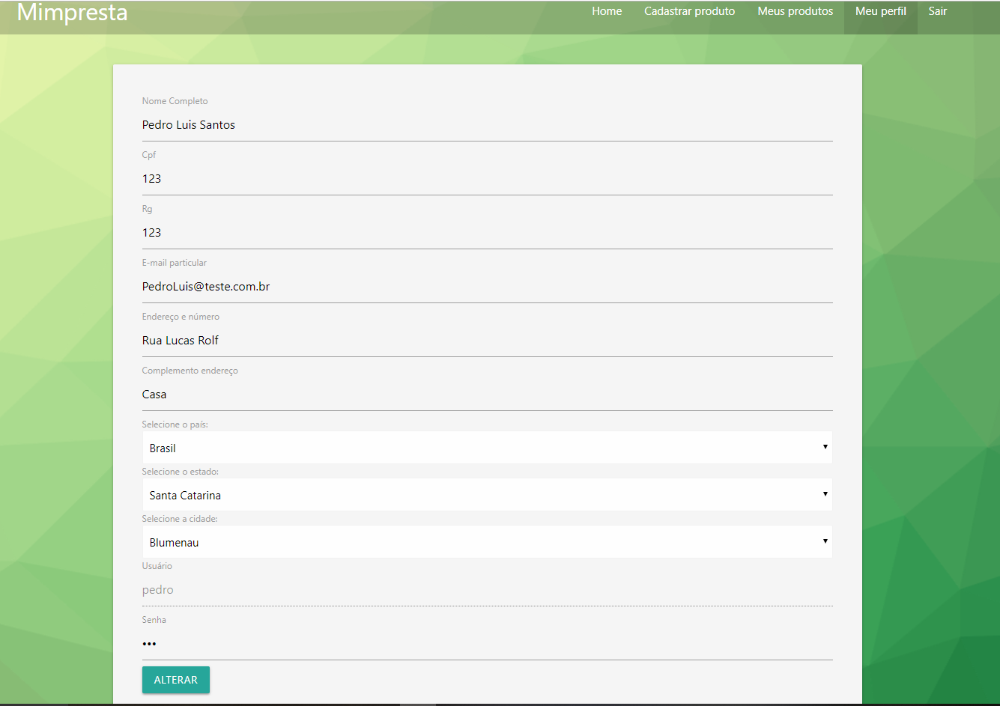 Mimpresta
Home Cadastrar produto Meus produtos Meu perfil Sair
Nome Completo
Pedro Luis Santos
Cpf
123
Rg
123
E-mail particular
PedroLuis@teste.com.br
Endereço e número
Rua Lucas Rolf
Complemento endereço
Casa
Selecione o país:
Brasil
Selecione o estado:
Santa Catarina
Selecione a cidade:
Blumenau
Usuário
pedro
Senha
•••
ALTERAR